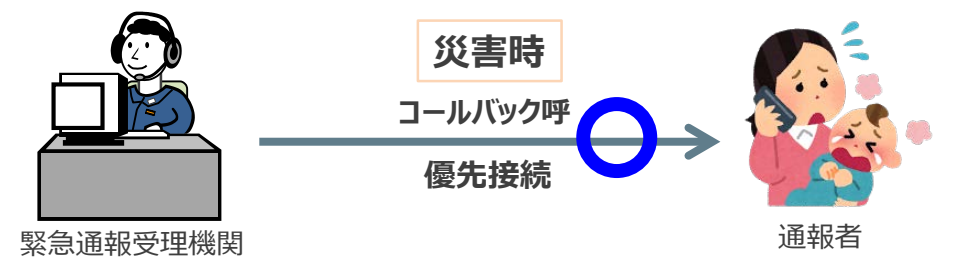 災害時
コールバック呼
優先接続
緊急通報受理機関
通報者